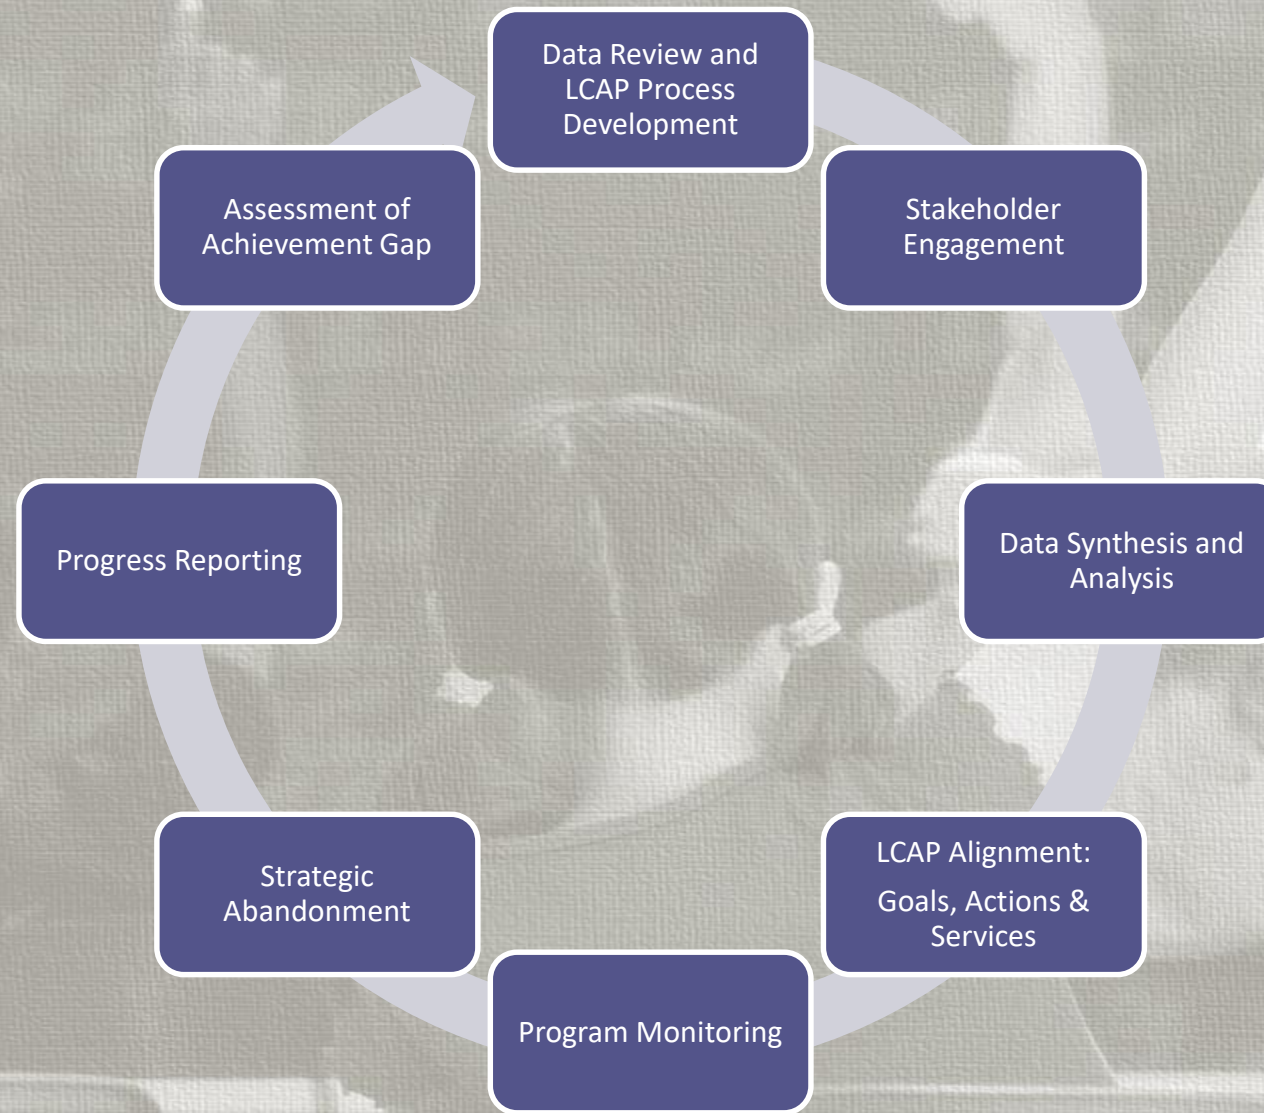 Data Review and
LCAP Process
Development
Stakeholder
Engagement
Data Synthesis and
Analysis
LCAP Alignment:
Goals, Actions &
Services
Program Monitoring
Strategic
Abandonment
Progress Reporting
Assessment of
Achievement Gap